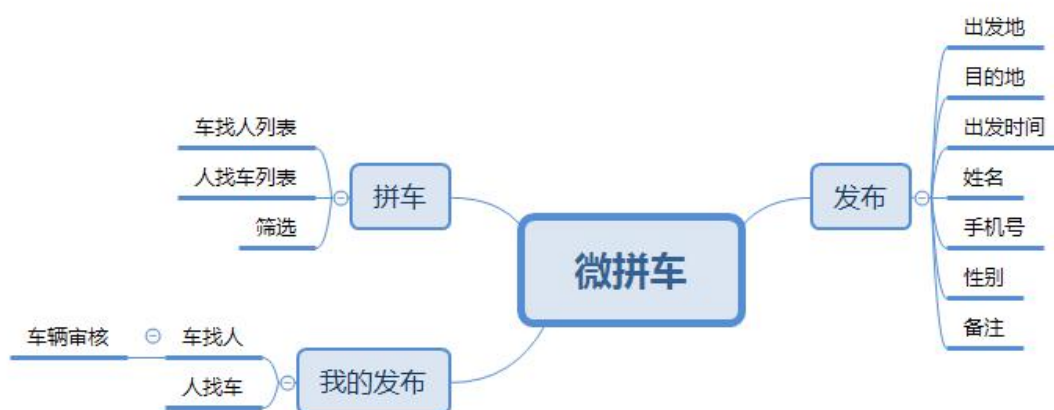 微拼车
拼车
车找人列表
人找车列表
筛选
我的发布
车找人
车辆审核
人找车
发布
出发地
目的地
出发时间
姓名
手机号
性别
备注